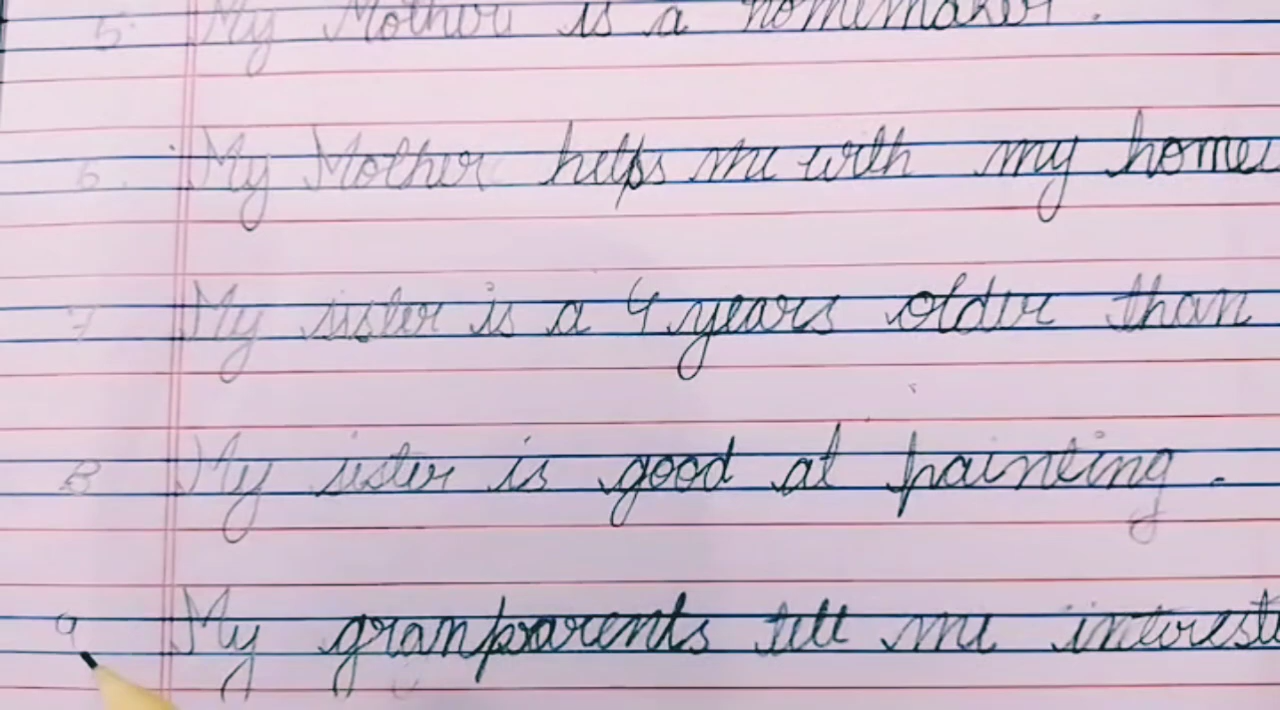 5. My Mother is a homemaker.
6. My Mother helps me with my home
7 My sister is a 4 years older than
8 My sister is good at painting.
9 My granparents tell me interest